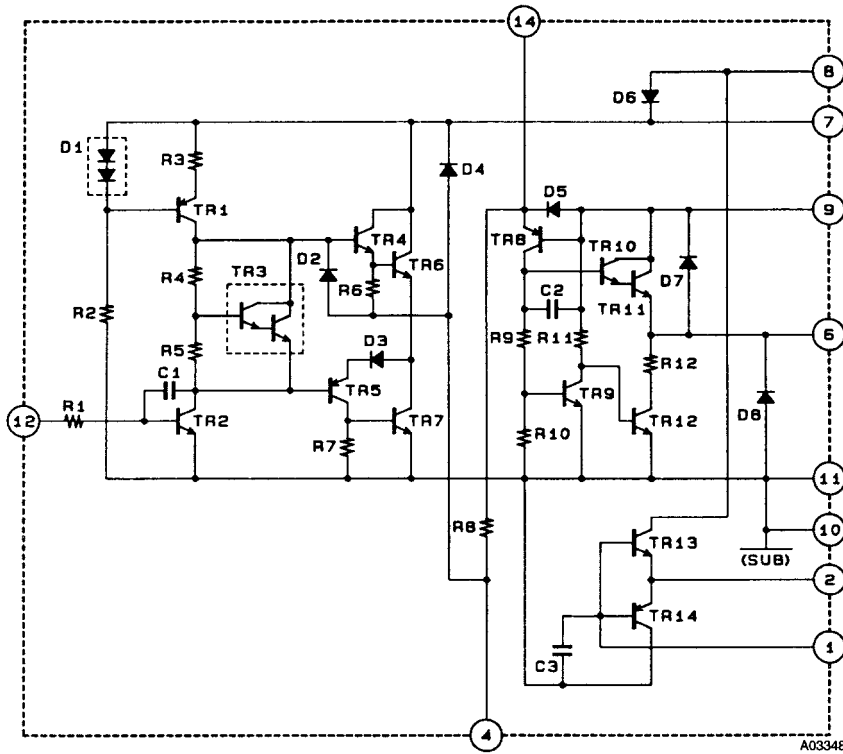 14
8
D6
7
D1
R3
D4
D5
9
TR1
TR8
TR4
TR10
D2
TR6
R4
TR3
D7
R6
C2
TR11
R2
6
D3
R9
R11
R5
R12
C1
TR5
TR9
D8
R1
12
TR2
TR7
TR12
R7
R10
11
R8
10
TR13
(SUB)
2
TR14
1
C3
4
A03348